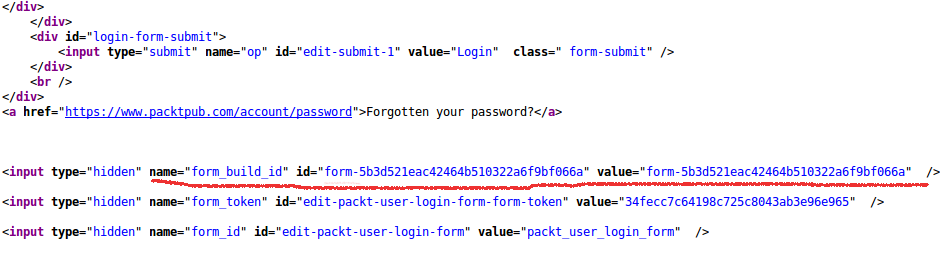 </div>
</div>
<div id="login-form-submit">
<input type="submit" name="op" id="edit-submit-1" value="Login"  class=" form-submit" />
</div>
<br />
</div>
<a href="https://www.packtpub.com/account/password">Forgotten your password?</a>
<input type="hidden" name="form_build_id" id="form-5b3d521eac42464b510322a6f9bf066a" value="form-5b3d521eac42464b510322a6f9bf066a"  />
<input type="hidden" name="form_token" id="edit-packt-user-login-form-form-token" value="34fecc7c64198c725c8043ab3e96e965"  />
<input type="hidden" name="form_id" id="edit-packt-user-login-form" value="packt_user_login_form"  />